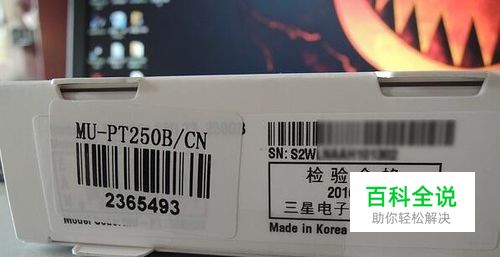 MU-PT250B/CN
2365493
SN: S2W
检验合格
201
三星电子
Made in Korea
百科全说
助你轻松解决